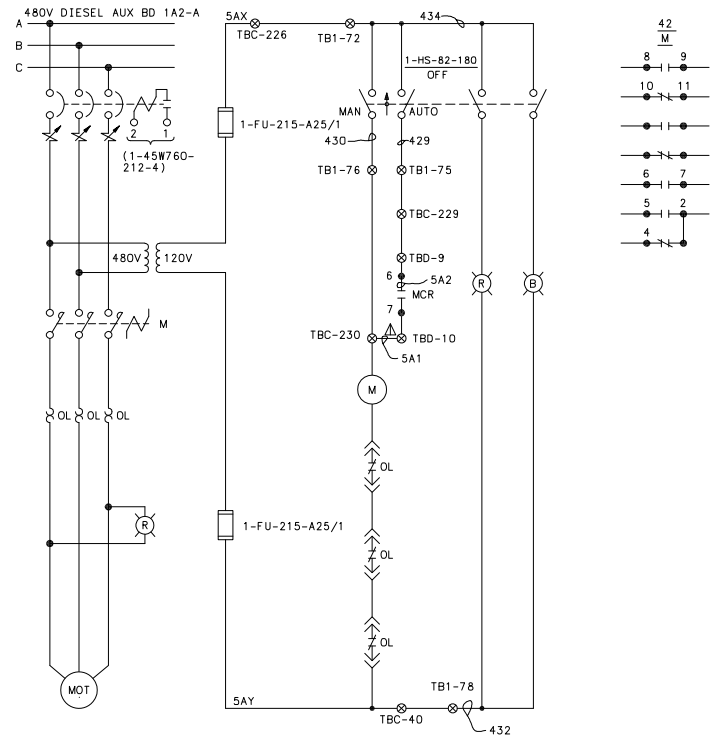 480V DIESEL AUX BD 1A2-A
A
B
C
2 1
(1-45W760-
212-4)
480V 120V
M
OL OL OL
R
MOT
5AX
TBC-226
TB1-72
434
1-HS-82-180
OFF
MAN AUTO
430 429
1-FU-215-A25/1
TB1-76 TB1-75
TBC-229
TBD-9
6 5A2
MCR
7
TBC-230 TBD-10
5A1
M
OL
OL
OL
R B
1-FU-215-A25/1
5AY
TBC-40
TB1-78
432
42
M
8 9
10 11
6 7
5 2
4